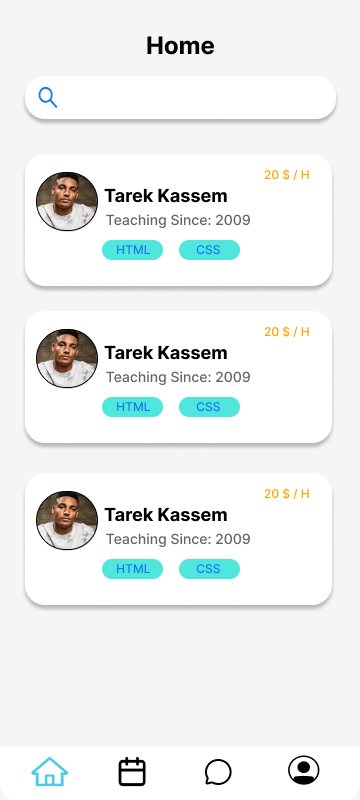 Home
20 $ / H
Tarek Kassem
Teaching Since: 2009
HTML CSS
20 $ / H
Tarek Kassem
Teaching Since: 2009
HTML CSS
20 $ / H
Tarek Kassem
Teaching Since: 2009
HTML CSS